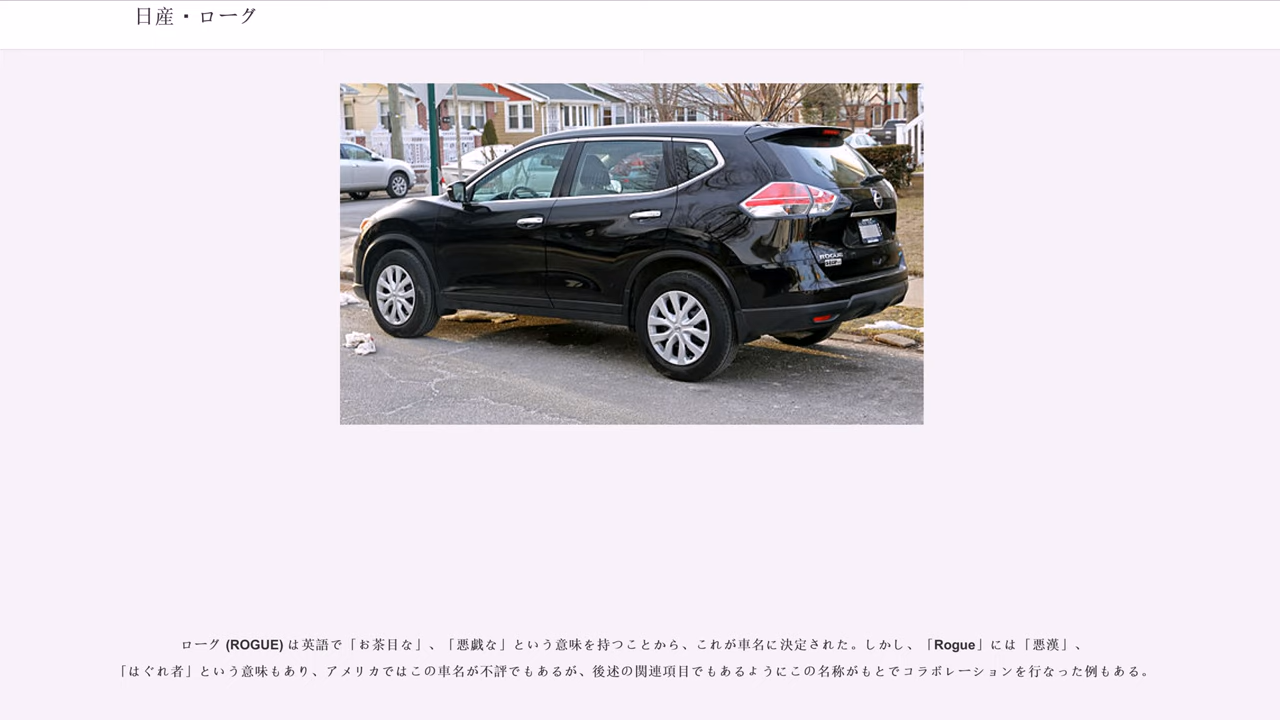 日産・ローグ
ROGUE
ローグ (ROGUE) は英語で「お茶目な」、「悪戯な」という意味を持つことから、これが車名に決定された。しかし、「Rogue」には「悪漢」、
「はぐれ者」という意味もあり、アメリカではこの車名が不評でもあるが、後述の関連項目でもあるようにこの名称がもとでコラボレーションを行なった例もある。